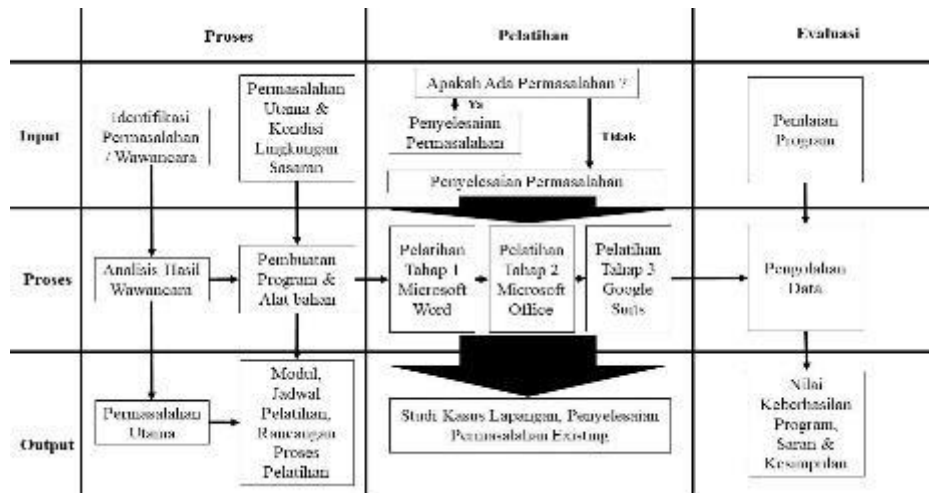 Proses
Pelatihan
Evaluasi
Input
Identifikasi
Permasalahan
/ Wawancara
Permasalahan
Utama &
Kondisi
Lingkungan
Sasaran
Apakah Ada Permasalahan ?
Ya
Penyelesaian
Permasalahan
Tidak
Penyelesaian Permasalahan
Penilaian
Program
Proses
Analisis Hasil
Wawancara
Pembuatan
Program &
Alat bahan
Pelatihan
Tahap 1
Microsoft
Word
Pelatihan
Tahap 2
Microsoft
Office
Pelatihan
Tahap 3
Google
Suits
Pengolahan
Data
Output
Permasalahan
Utama
Modul,
Jadwal
Pelatihan,
Rancangan
Proses
Pelatihan
Studi Kasus Lapangan, Penyelesaian
Permasalahan Existing
Nilai
Keberhasilan
Program,
Saran &
Kesimpulan